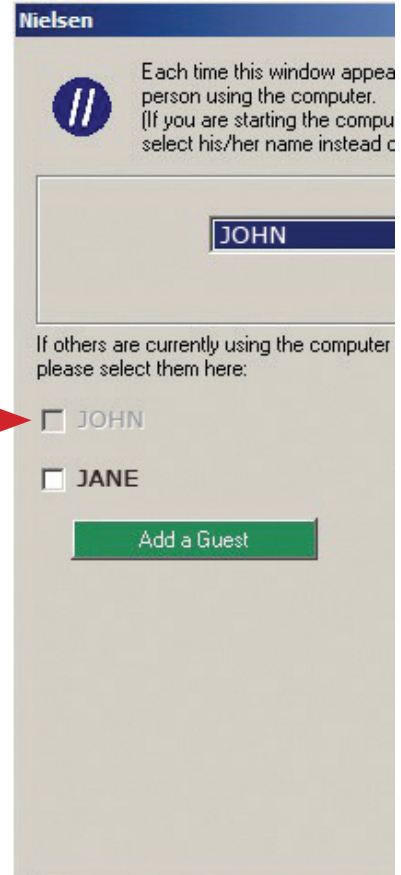 Nielsen
Each time this window appea
person using the computer.
(If you are starting the compu
select his/her name instead o
JOHN
If others are currently using the computer
please select them here:
JOHN
JANE
Add a Guest